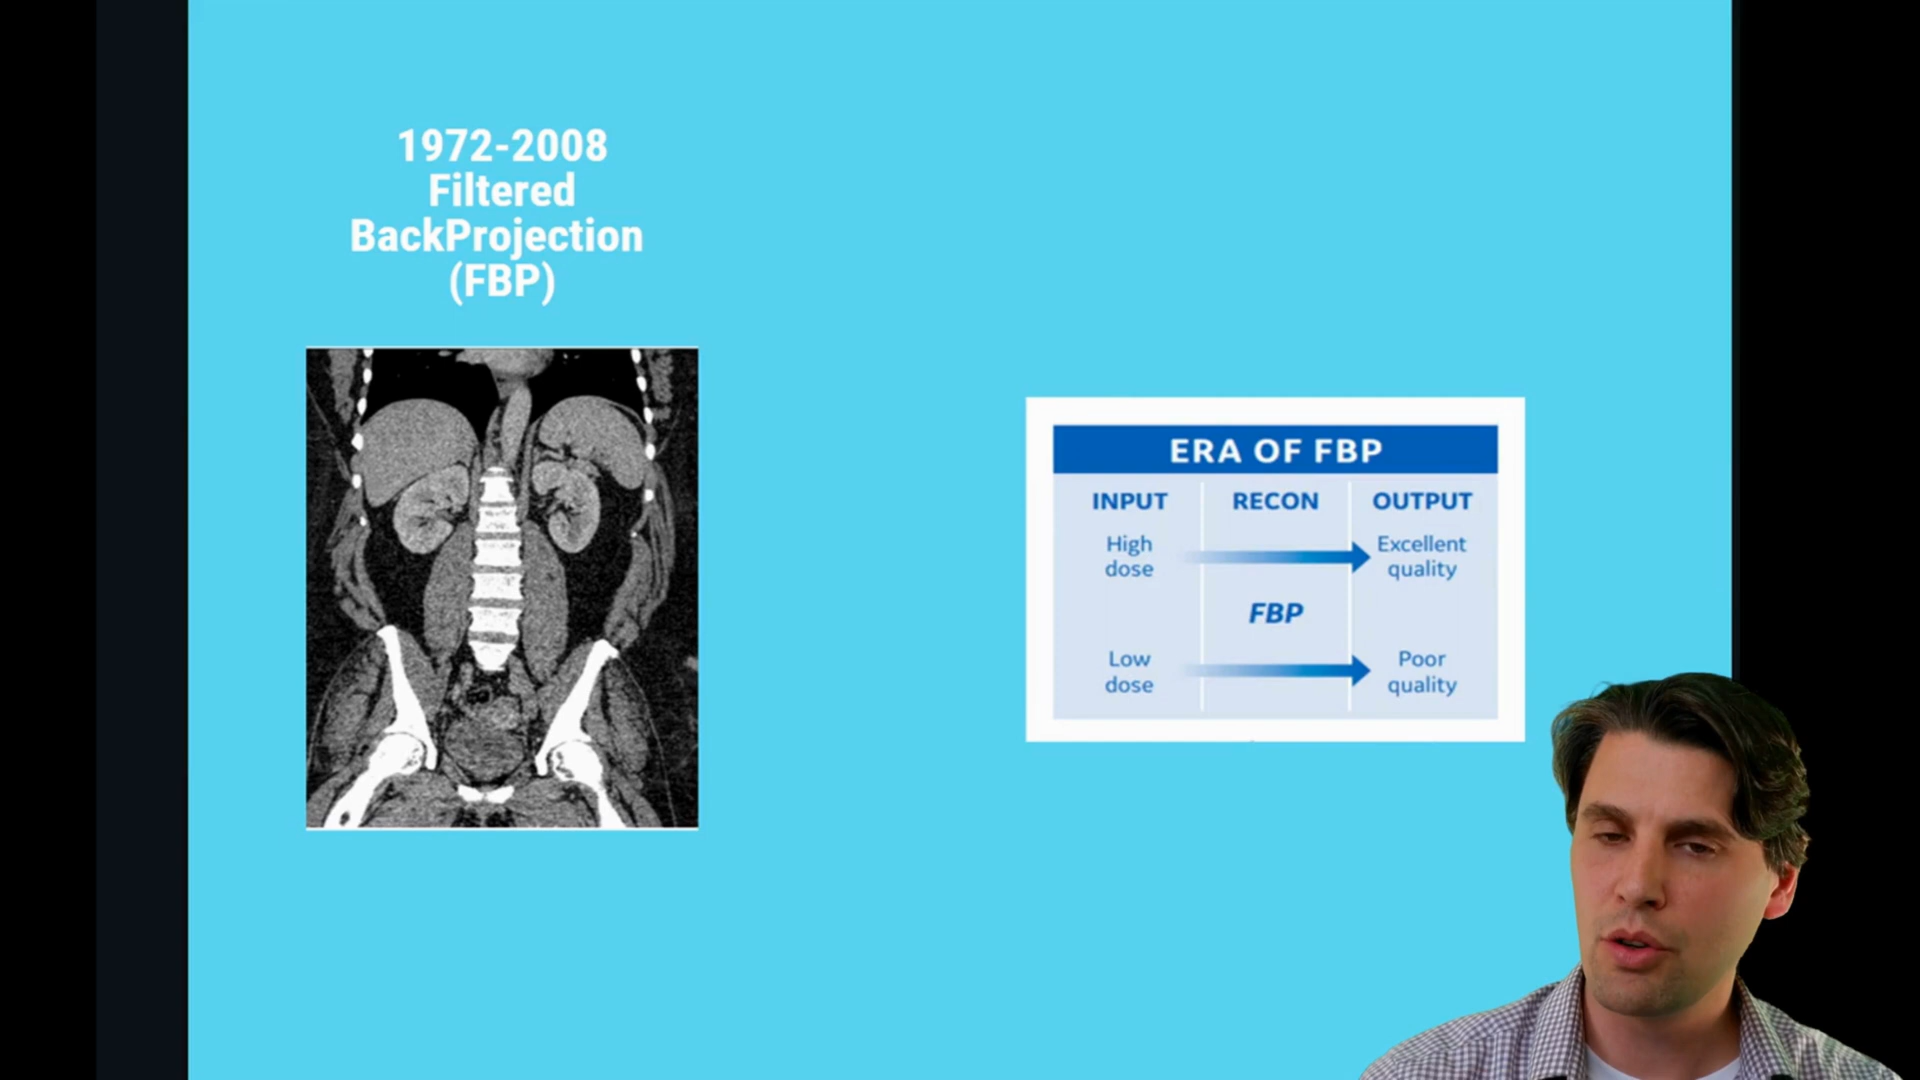 1972-2008
Filtered
BackProjection
(FBP)
ERA OF FBP
INPUT RECON OUTPUT
High dose
Excellent quality
FBP
Low dose
Poor quality